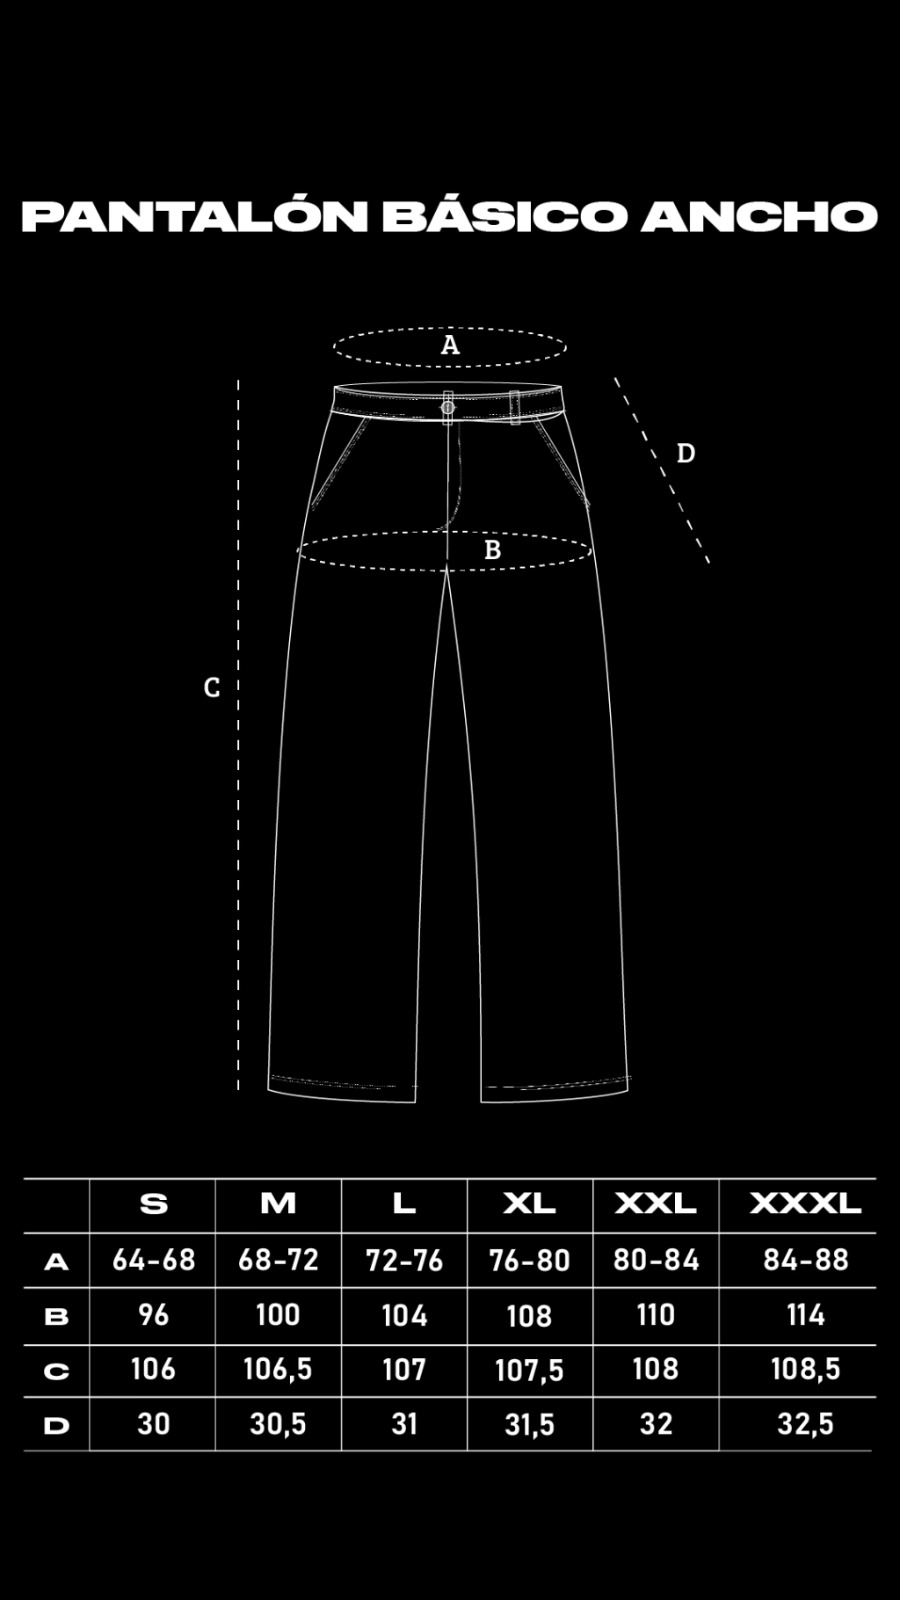 PANTALÓN BÁSICO ANCHO
A
D
B
C
S M L XL XXL XXXL
A 64-68 68-72 72-76 76-80 80-84 84-88
B 96 100 104 108 110 114
C 106 106,5 107 107,5 108 108,5
D 30 30,5 31 31,5 32 32,5